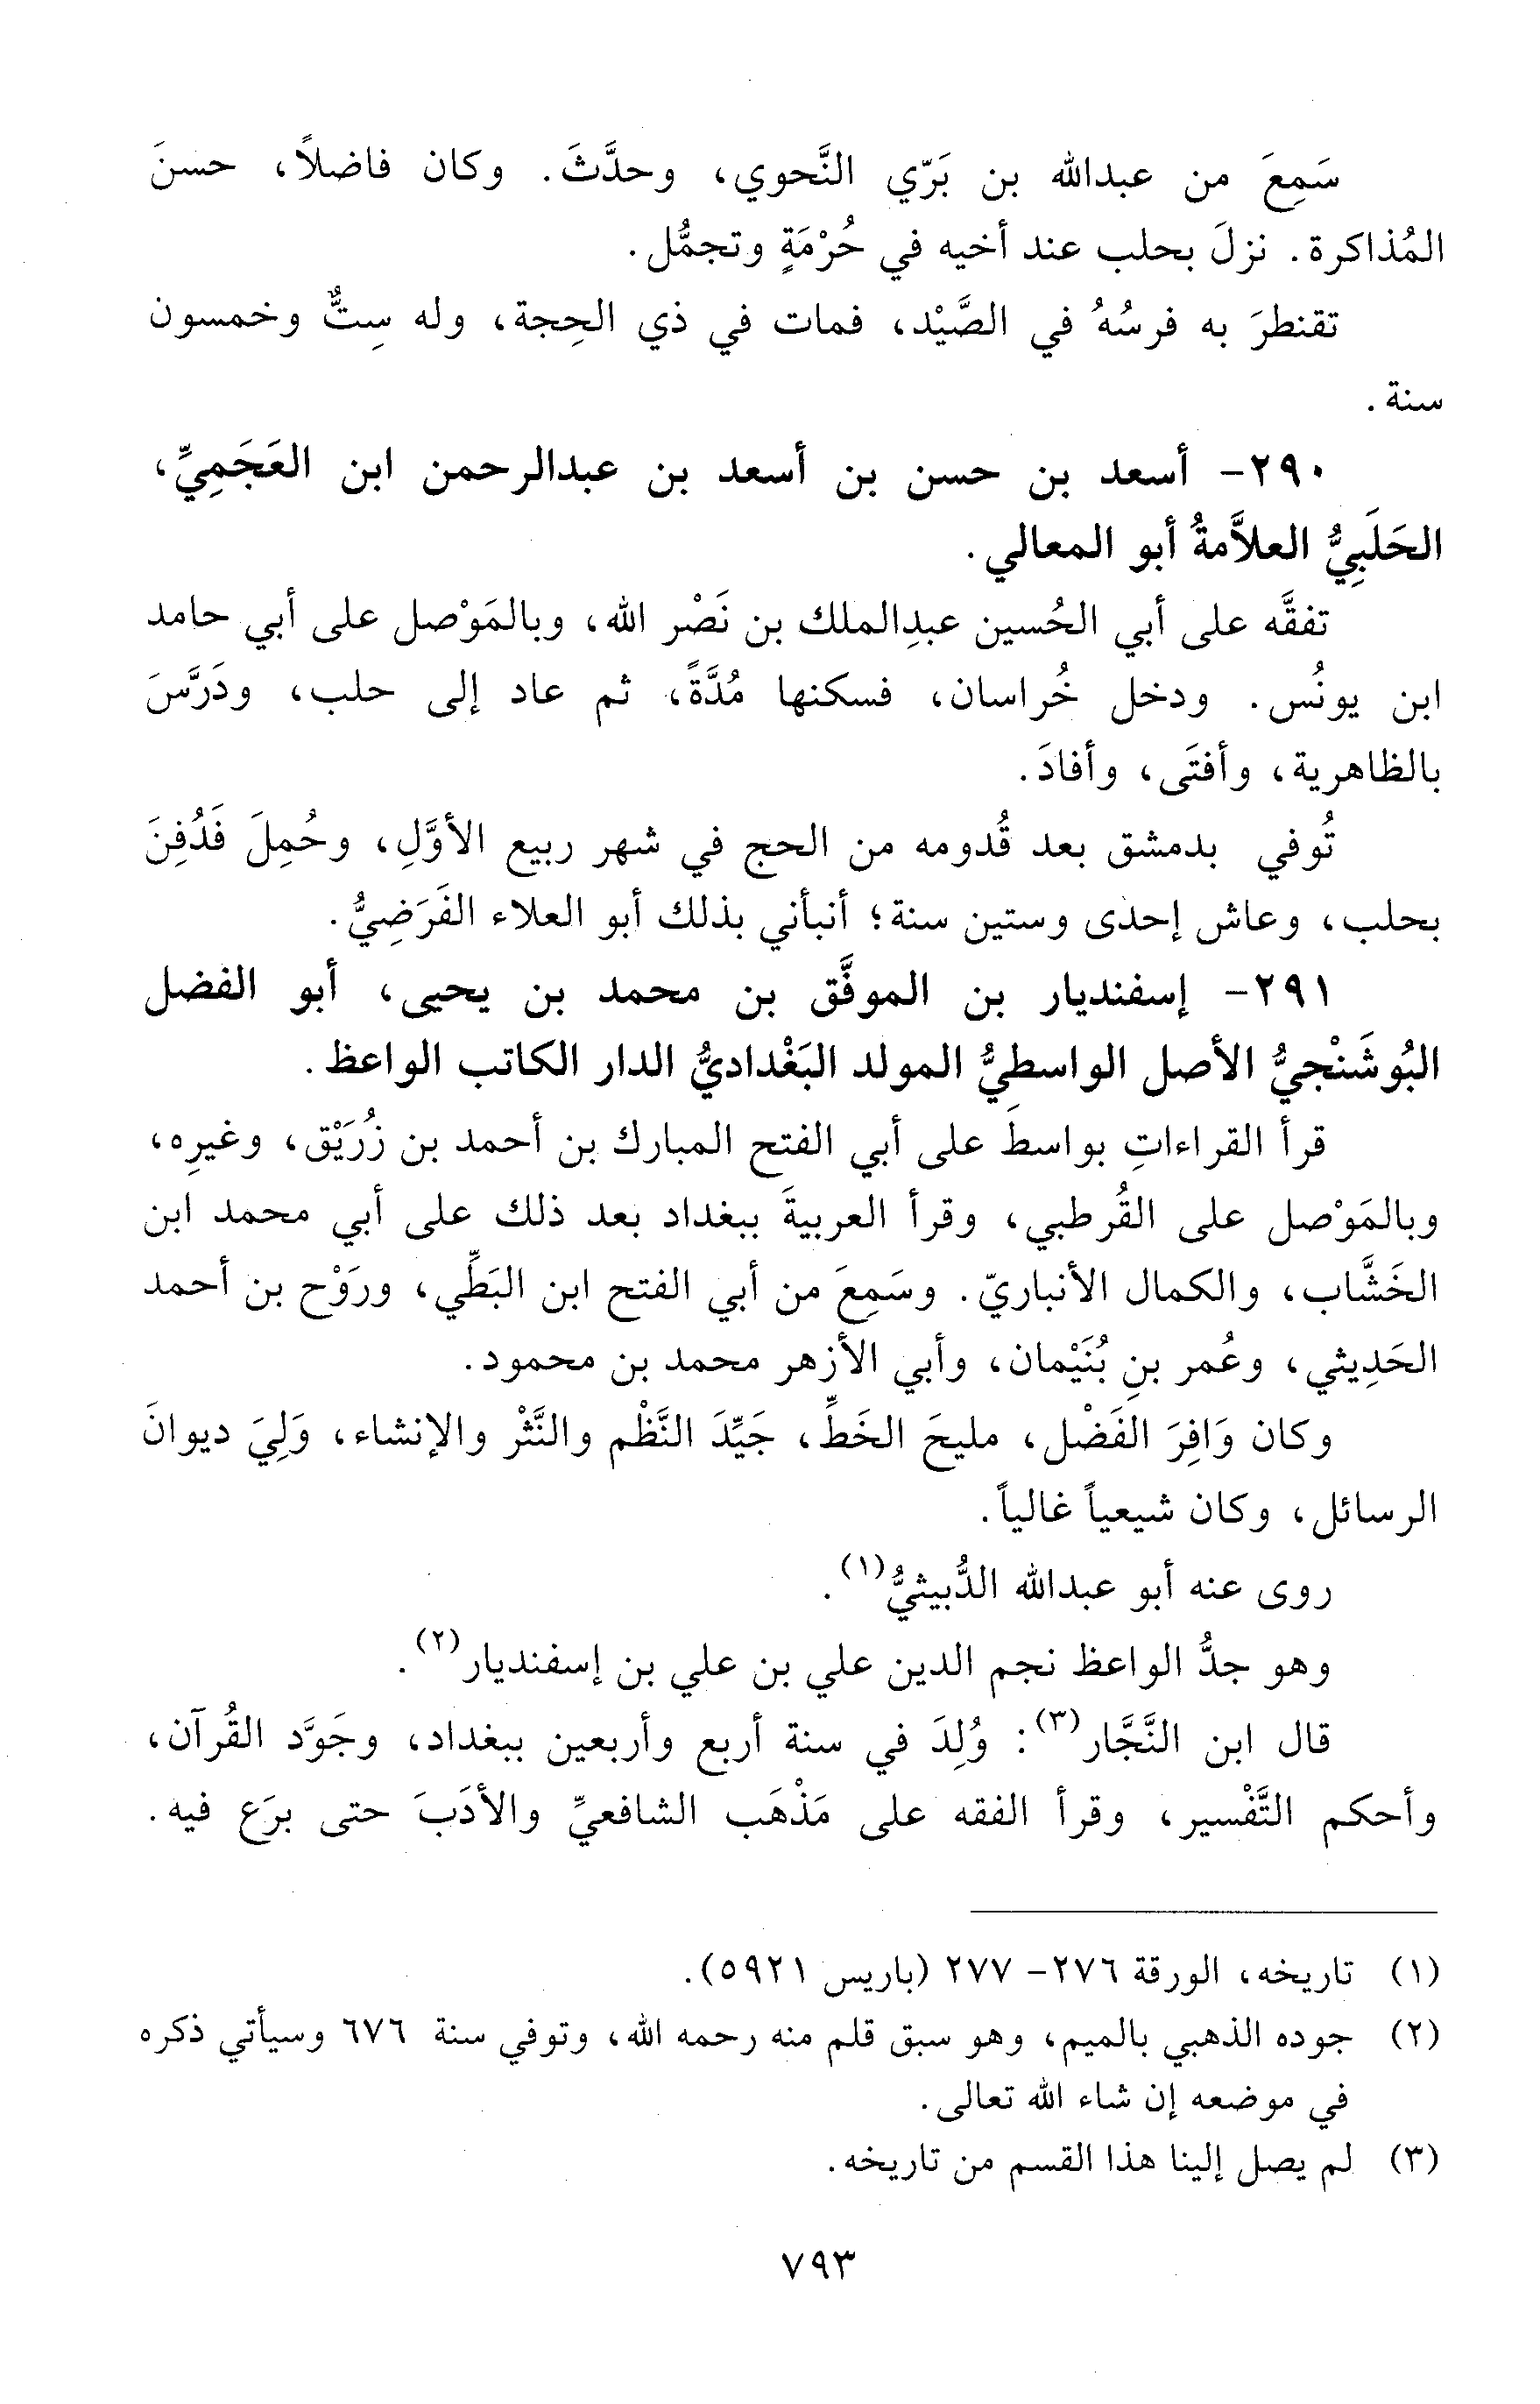 سَمِعَ من عبدالله بن بَرّي النَّحوي، وحدَّثَ. وكان فاضلاً، حسنَ
المُذاكرة. نزلَ بحلب عند أخيه في حُرْمَةٍ وتجمُّل.
تقنطرَ به فرسُهُ في الصَّيْد، فمات في ذي الحِجة، وله سِتٌّ وخمسون
سنة.
٢٩٠- أسعد بن حسن بن أسعد بن عبدالرحمن ابن العَجَمِيِّ،
الحَلَبِيُّ العلاَّمةُ أبو المعالي.
تفقَّه على أبي الحُسين عبدِالملك بن نَصْر الله، وبالمَوْصل على أبي حامد
ابن يونُس. ودخل خُراسان، فسكنها مُدَّةً، ثم عاد إلى حلب، ودَرَّسَ
بالظاهرية، وأفتَى، وأفادَ.
تُوفي بدمشق بعد قُدومه من الحج في شهر ربيع الأوَّلِ، وحُمِلَ فَدُفِنَ
بحلب، وعاش إحدى وستين سنة؛ أنبأني بذلك أبو العلاء الفَرَضِيُّ.
٢٩١- إسفنديار بن الموفَّق بن محمد بن يحيى، أبو الفضل
البُوشَنْجيُّ الأصل الواسطيُّ المولد البَغْداديُّ الدار الكاتب الواعظ.
قرأ القراءاتِ بواسطَ على أبي الفتح المبارك بن أحمد بن زُرَيْق، وغيرِه،
وبالمَوْصل على القُرطبي، وقرأ العربيةَ ببغداد بعد ذلك على أبي محمد ابن
الخَشَّاب، والكمال الأنباريّ. وسَمِعَ من أبي الفتح ابن البَطِّي، ورَوْح بن أحمد
الحَدِيثي، وعُمر بنِ بُنَيْمان، وأبي الأزهر محمد بن محمود.
وكان وَافِرَ الفَضْل، مليحَ الخَطِّ، جَيِّدَ النَّظْم والنَّثْر والإنشاء، وَلِيَ ديوانَ
الرسائل، وكان شيعياً غالياً.
روى عنه أبو عبدالله الدُّبيثيُّ(١).
وهو جدُّ الواعظ نجم الدين علي بن علي بن إسفنديار(٢).
قال ابن النَّجَّار(٣): وُلِدَ في سنة أربع وأربعين ببغداد، وجَوَّد القُرآن،
وأحكم التَّفْسير، وقرأ الفقه على مَذْهَب الشافعيِّ والأدَبَ حتى برَع فيه.
(١) تاريخه، الورقة ٢٧٦- ٢٧٧ (باريس ٥٩٢١).
(٢) جوده الذهبي بالميم، وهو سبق قلم منه رحمه الله، وتوفي سنة ٦٧٦ وسيأتي ذكره
في موضعه إن شاء الله تعالى.
(٣) لم يصل إلينا هذا القسم من تاريخه.
٧٩٣